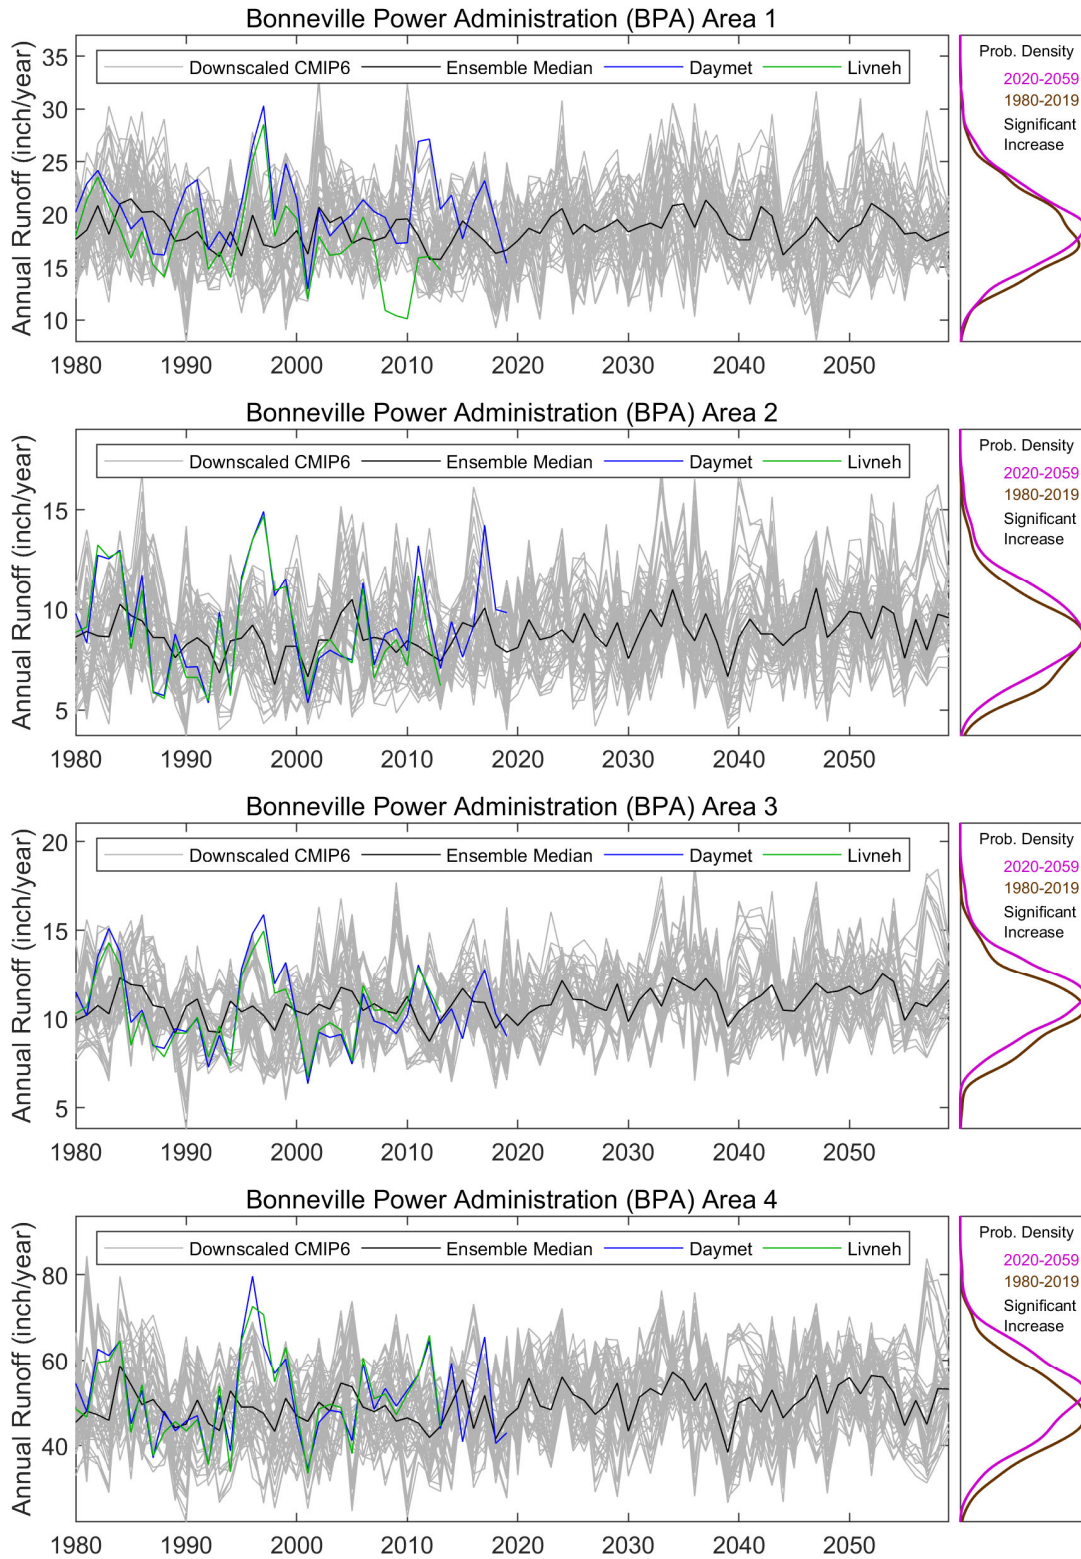 Bonneville Power Administration (BPA) Area 1
Annual Runoff (inch/year)
35
30
25
20
15
10
Downscaled CMIP6 Ensemble Median Daymet Livneh
Prob. Density
2020-2059
1980-2019
Significant
Increase
1980 1990 2000 2010 2020 2030 2040 2050
Bonneville Power Administration (BPA) Area 2
Annual Runoff (inch/year)
15
10
5
Downscaled CMIP6 Ensemble Median Daymet Livneh
Prob. Density
2020-2059
1980-2019
Significant
Increase
1980 1990 2000 2010 2020 2030 2040 2050
Bonneville Power Administration (BPA) Area 3
Annual Runoff (inch/year)
20
15
10
5
Downscaled CMIP6 Ensemble Median Daymet Livneh
Prob. Density
2020-2059
1980-2019
Significant
Increase
1980 1990 2000 2010 2020 2030 2040 2050
Bonneville Power Administration (BPA) Area 4
Annual Runoff (inch/year)
80
60
40
Downscaled CMIP6 Ensemble Median Daymet Livneh
Prob. Density
2020-2059
1980-2019
Significant
Increase
1980 1990 2000 2010 2020 2030 2040 2050